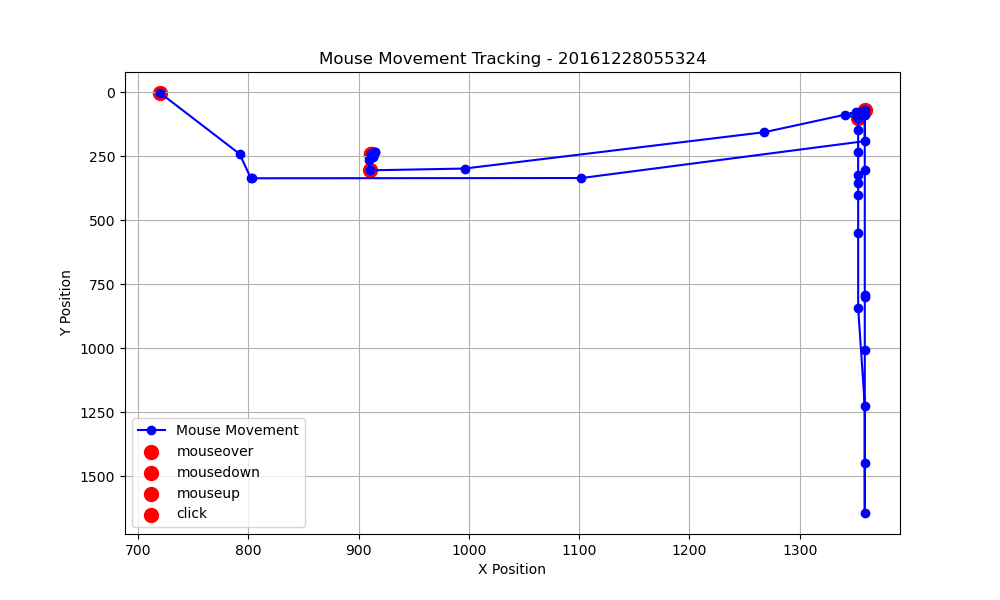 Mouse Movement Tracking - 20161228055324
0
250
500
750
1000
1250
1500
Y Position
Mouse Movement
mouseover
mousedown
mouseup
click
700
800
900
1000
1100
1200
1300
X Position